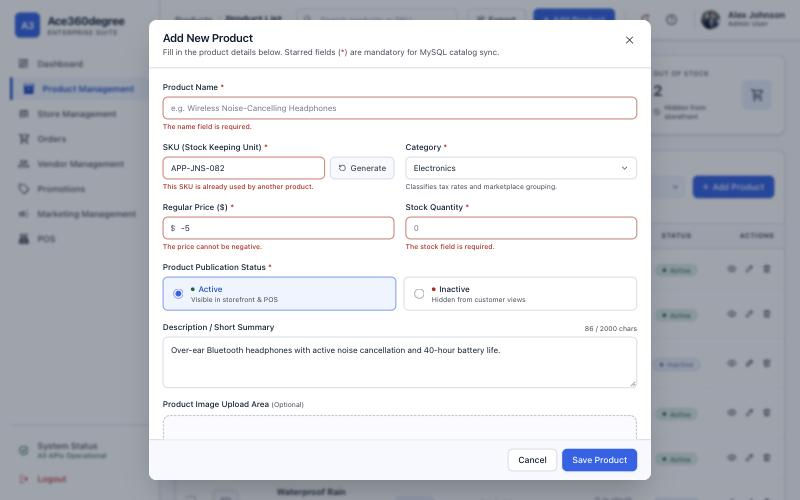 A3
Ace360degree
ENTERPRISE SUITE
Dashboard
Product Management
Store Management
Orders
Vendor Management
Promotions
Marketing Management
POS
System Status
All APIs Operational
Logout
Alex Johnson
Admin User
OUT OF STOCK
2
Hidden from
storefront
+ Add Product
STATUS
ACTIONS
Active
Active
Inactive
Active
Active
Waterproof Rain
Add New Product
Fill in the product details below. Starred fields (*) are mandatory for MySQL catalog sync.
Product Name *
e.g. Wireless Noise-Cancelling Headphones
The name field is required.
SKU (Stock Keeping Unit) *
APP-JNS-082
Generate
This SKU is already used by another product.
Category *
Electronics
Classifies tax rates and marketplace grouping.
Regular Price ($) *
$ -5
The price cannot be negative.
Stock Quantity *
0
The stock field is required.
Product Publication Status *
Active
Visible in storefront & POS
Inactive
Hidden from customer views
Description / Short Summary
86 / 2000 chars
Over-ear Bluetooth headphones with active noise cancellation and 40-hour battery life.
Product Image Upload Area (Optional)
Cancel
Save Product